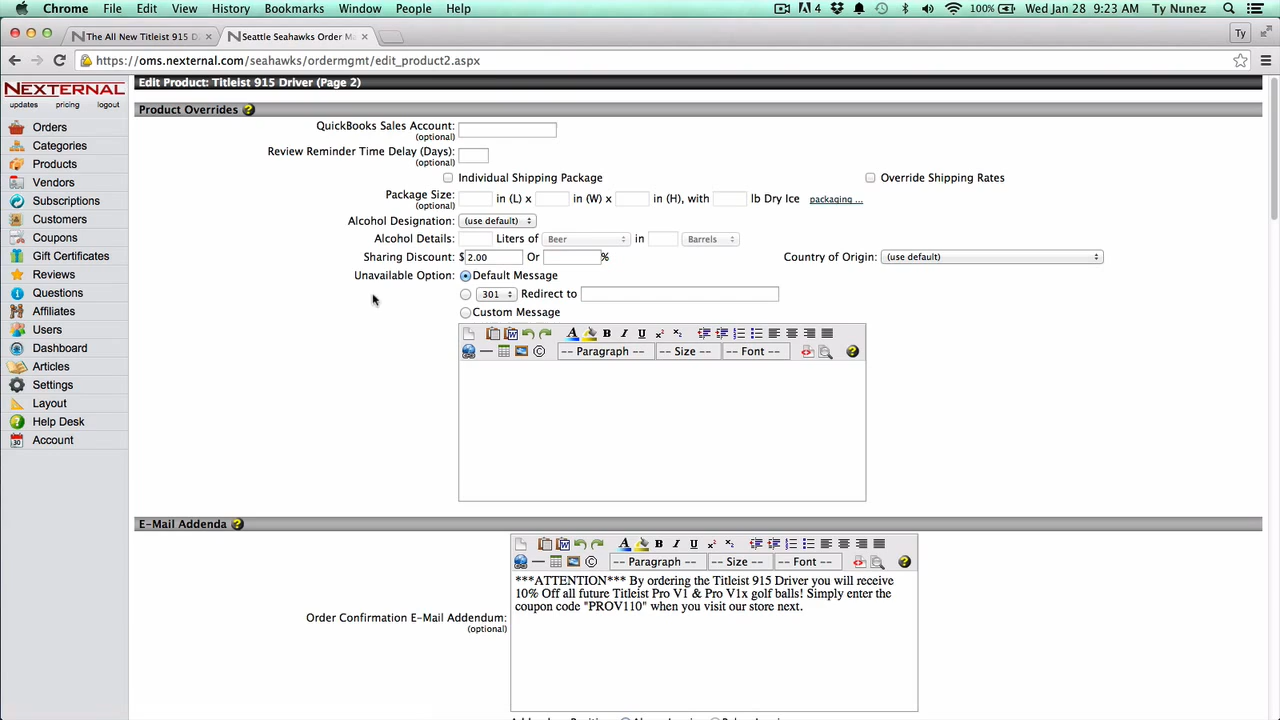 Chrome File Edit View History Bookmarks Window People Help 4 100% Wed Jan 28 9:23 AM Ty Nunez
The All New Titleist 915 D × Seattle Seahawks Order Ma × Ty
https://oms.nexternal.com/seahawks/ordermgmt/edit_product2.aspx
NEXTERNAL
updates pricing logout
Orders
Categories
Products
Vendors
Subscriptions
Customers
Coupons
Gift Certificates
Reviews
Questions
Affiliates
Users
Dashboard
Articles
Settings
Layout
Help Desk
Account
Edit Product: Titleist 915 Driver (Page 2)
Product Overrides ?
QuickBooks Sales Account:
(optional)
Review Reminder Time Delay (Days):
(optional)
Individual Shipping Package Override Shipping Rates
Package Size: in (L) x in (W) x in (H), with lb Dry Ice packaging ...
(optional)
Alcohol Designation: (use default)
Alcohol Details: Liters of Beer in Barrels
Sharing Discount: $ 2.00 Or % Country of Origin: (use default)
Unavailable Option: Default Message
301 Redirect to
Custom Message
-- Paragraph -- -- Size -- -- Font --
E-Mail Addenda ?
-- Paragraph -- -- Size -- -- Font --
***ATTENTION*** By ordering the Titleist 915 Driver you will receive
10% Off all future Titleist Pro V1 & Pro V1x golf balls! Simply enter the
coupon code "PROV110" when you visit our store next.
Order Confirmation E-Mail Addendum:
(optional)